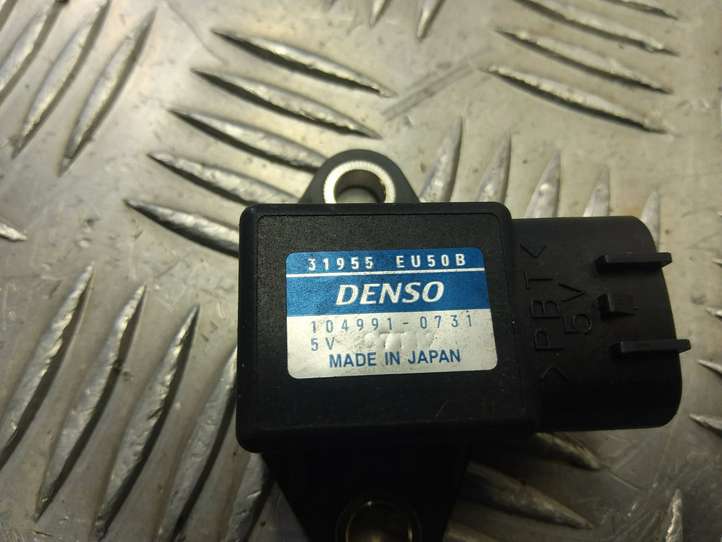 31955 EU50B
DENSO
104991-0731
5V
MADE IN JAPAN
>PBT<
5V